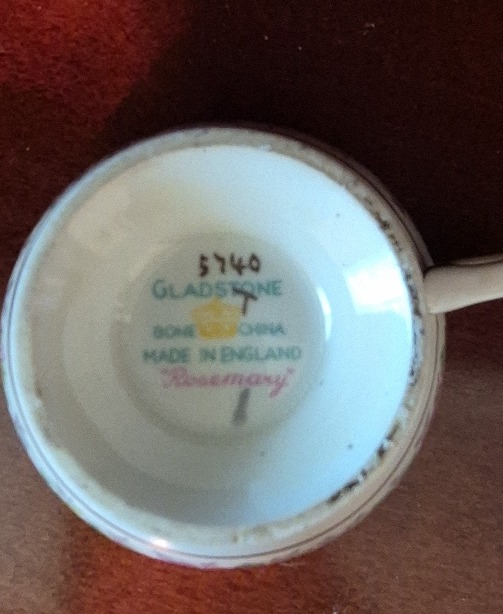 5740
GLADSTONE
T
BONE CHINA
MADE IN ENGLAND
"Rosemary"